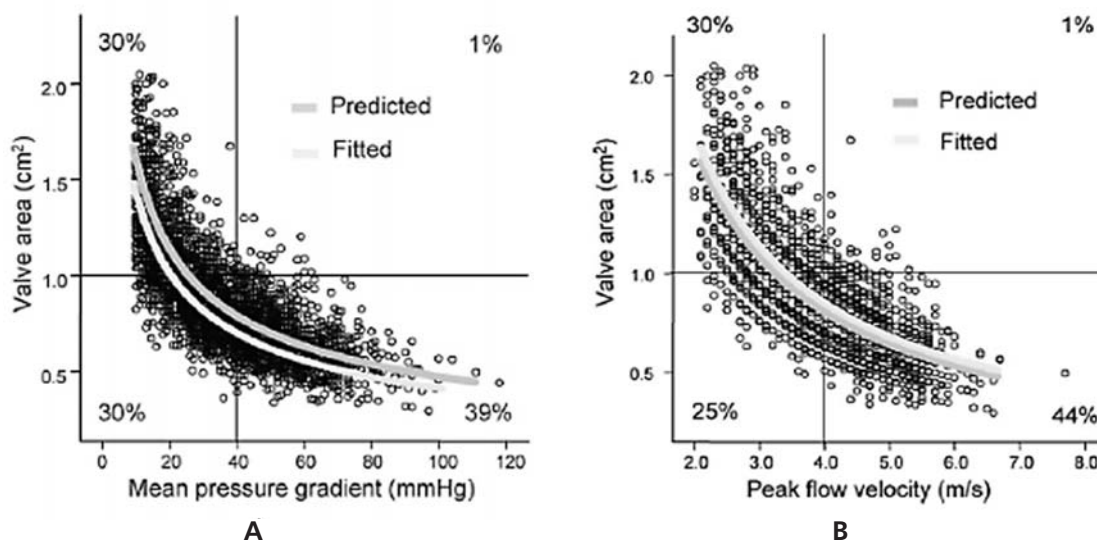 30%
1%
Valve area (cm²)
2.0
1.5
1.0
0.5
Predicted
Fitted
30%
39%
0 20 40 60 80 100 120
Mean pressure gradient (mmHg)
A
30%
1%
Valve area (cm²)
2.0
1.5
1.0
0.5
Predicted
Fitted
25%
44%
2.0 3.0 4.0 5.0 6.0 7.0 8.0
Peak flow velocity (m/s)
B